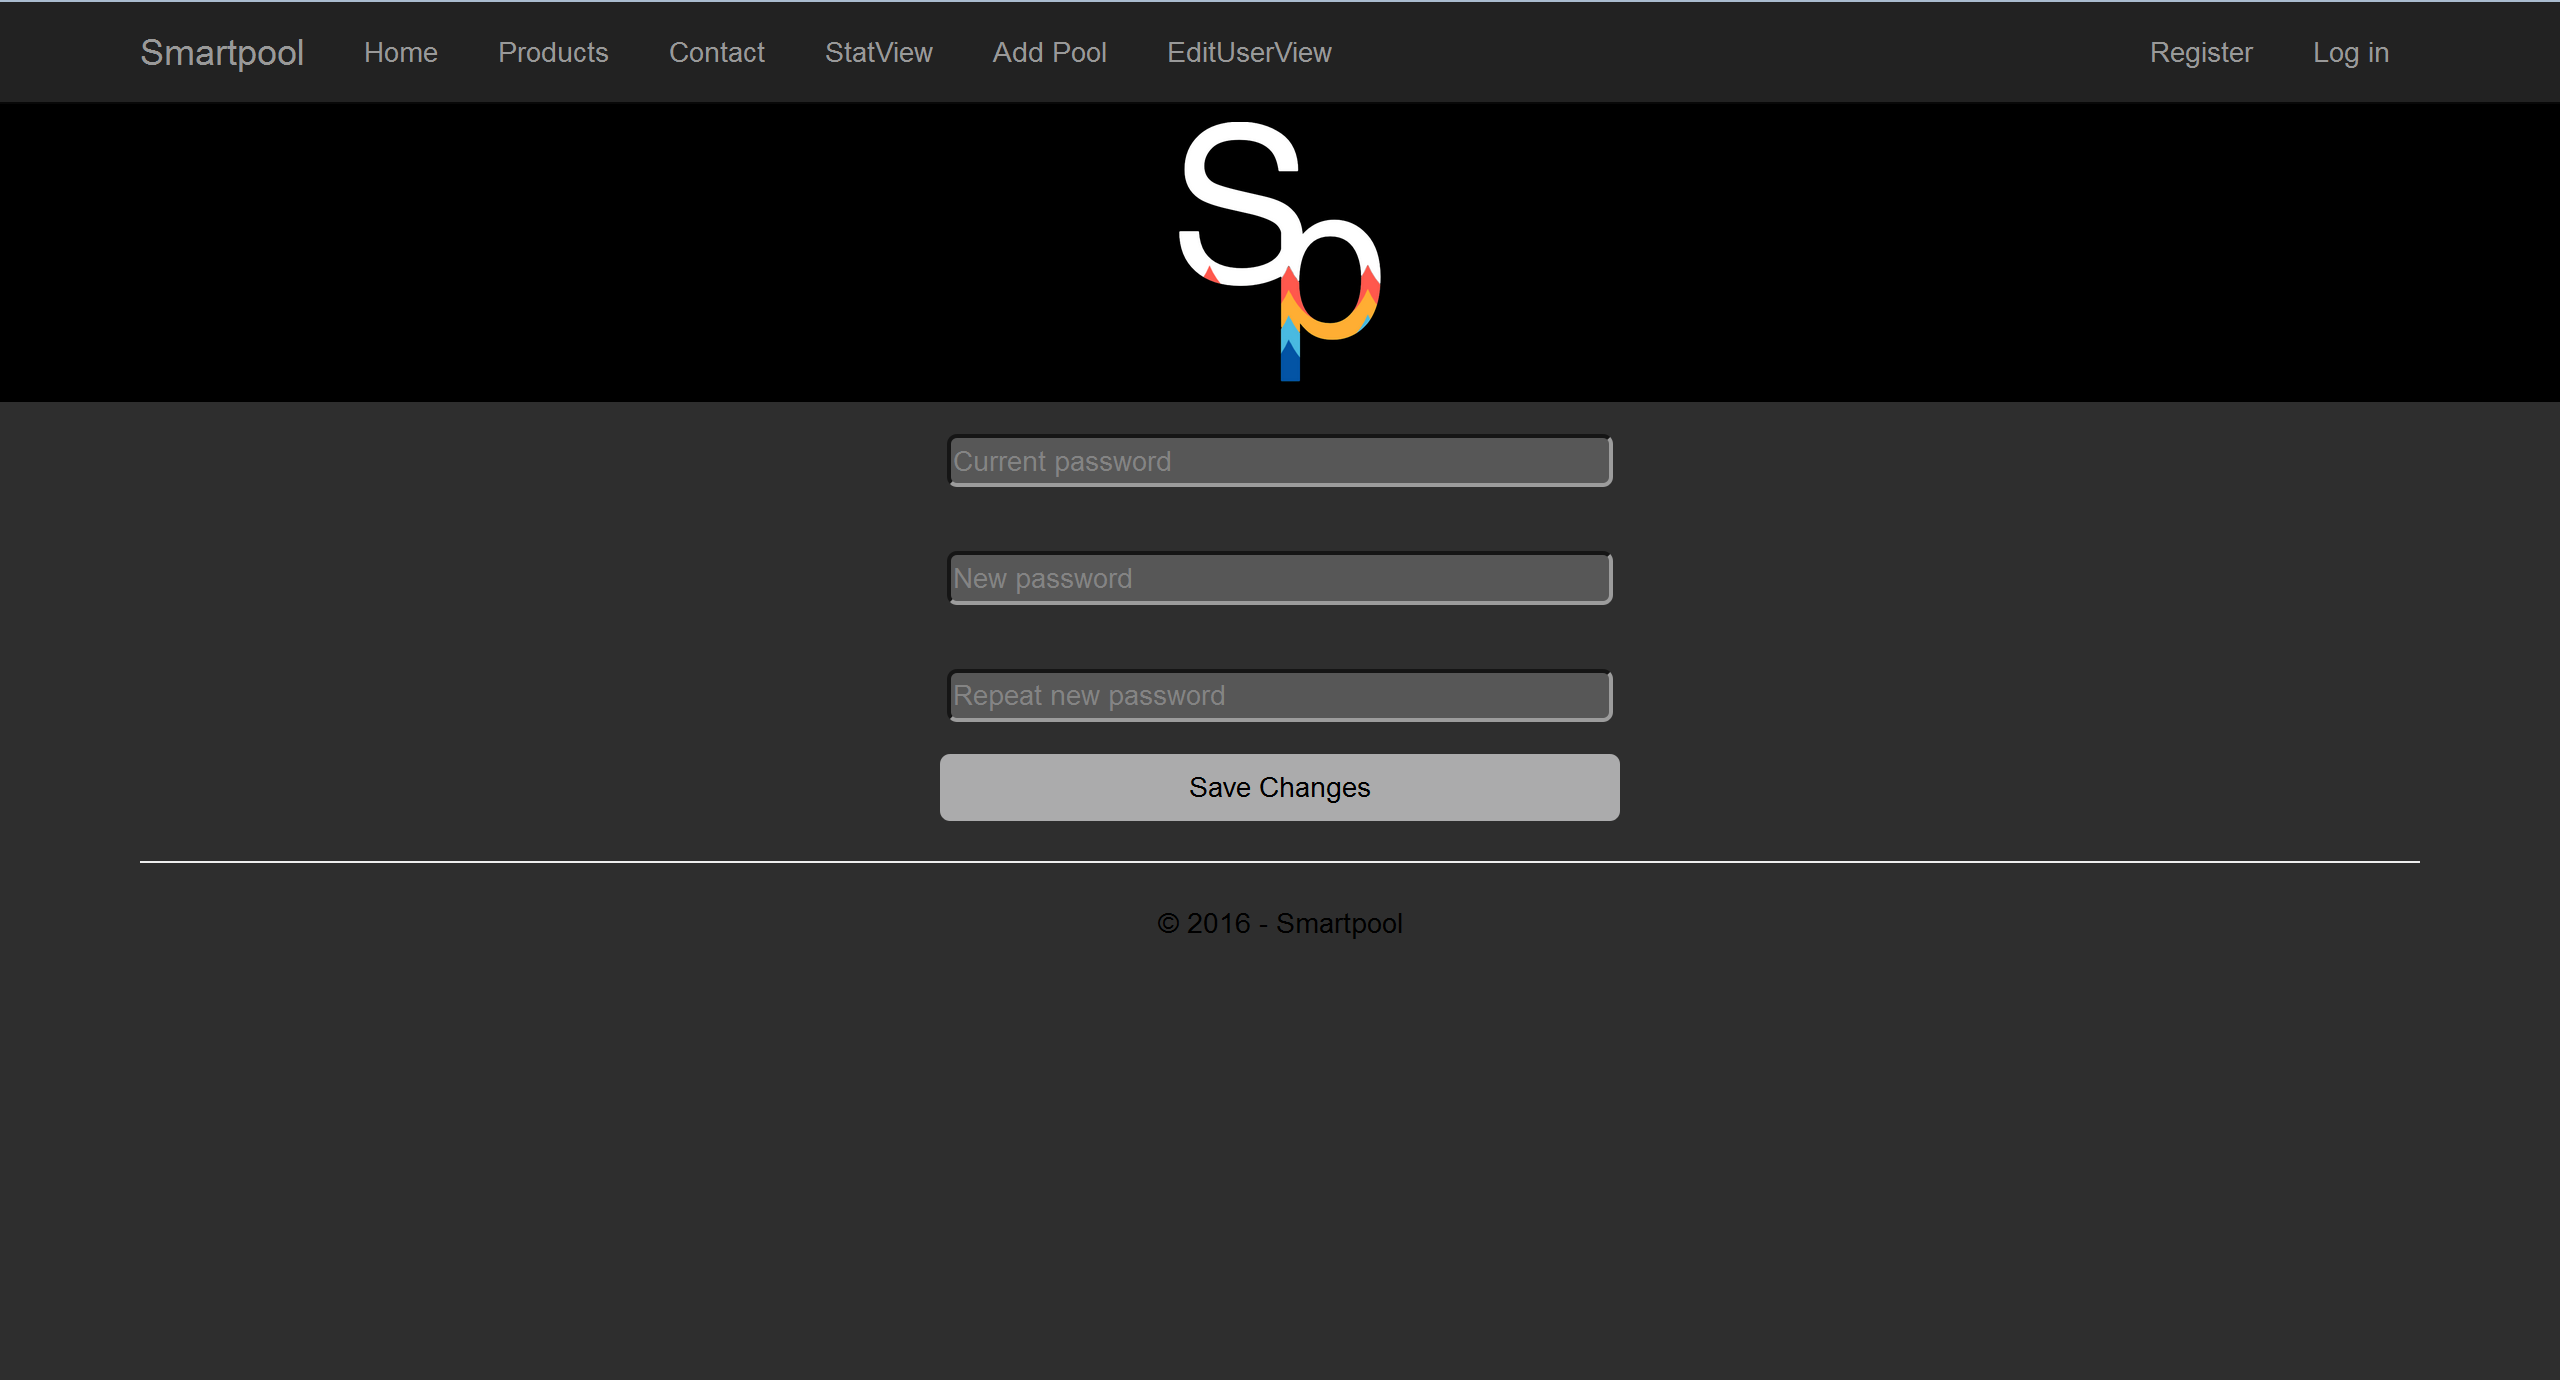 Smartpool Home Products Contact StatView Add Pool EditUserView Register Log in
Sp
Current password
New password
Repeat new password
Save Changes
© 2016 - Smartpool